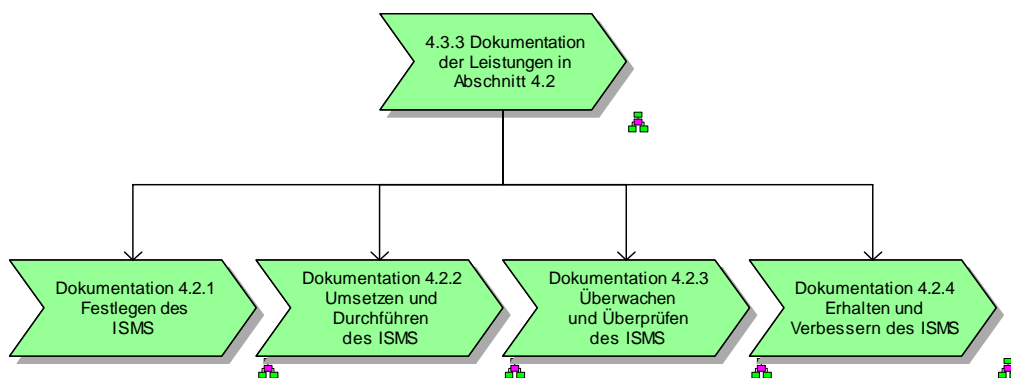 4.3.3 Dokumentation
der Leistungen in
Abschnitt 4.2
Dokumentation 4.2.1
Festlegen des
ISMS
Dokumentation 4.2.2
Umsetzen und
Durchführen
des ISMS
Dokumentation 4.2.3
Überwachen
und Überprüfen
des ISMS
Dokumentation 4.2.4
Erhalten und
Verbessern des ISMS